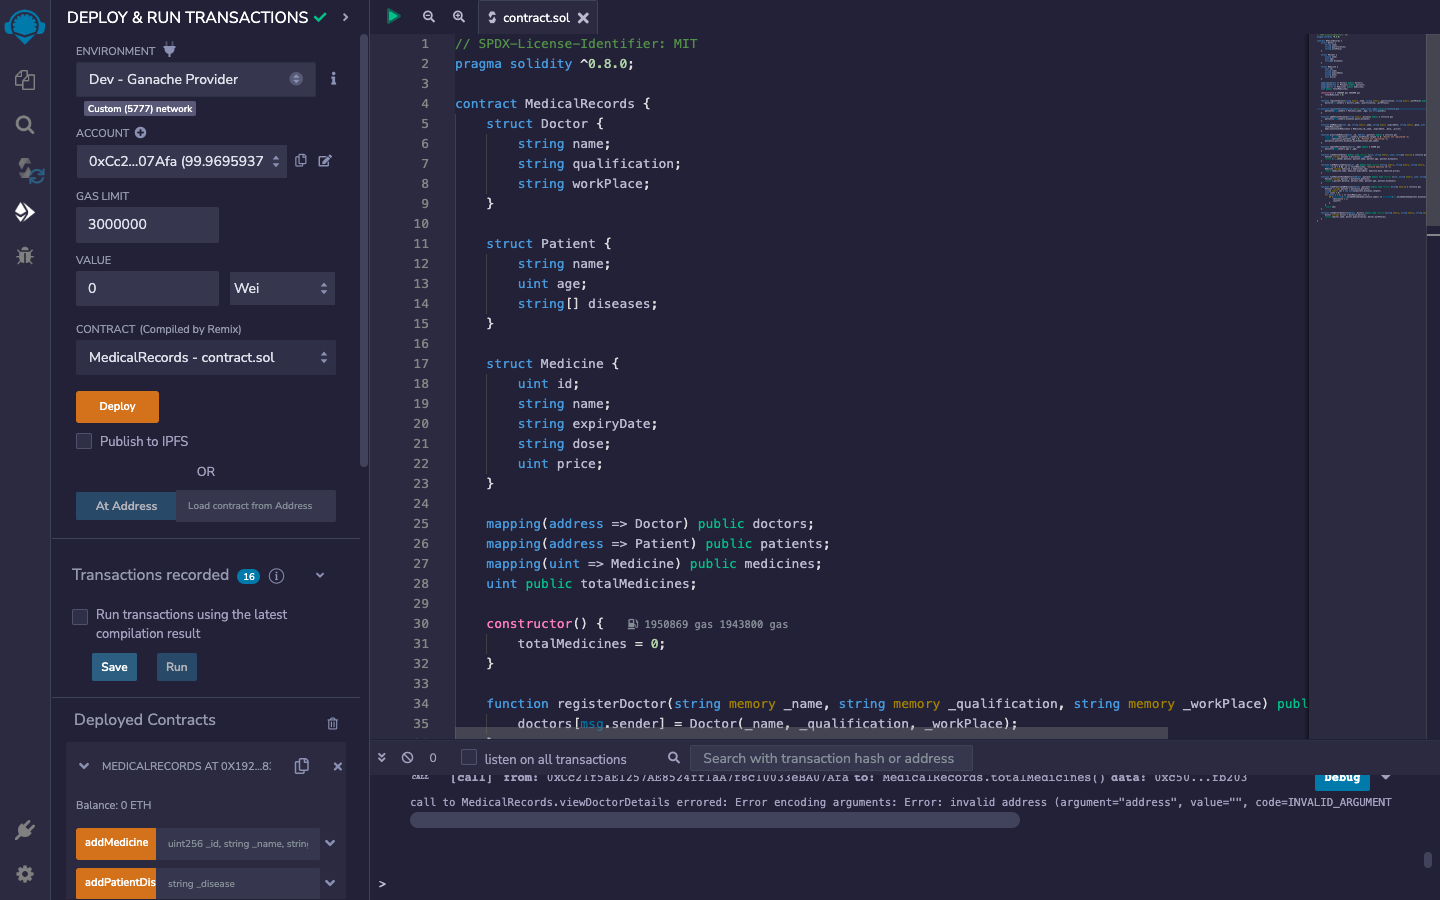 DEPLOY & RUN TRANSACTIONS
ENVIRONMENT
Dev - Ganache Provider
Custom (5777) network
ACCOUNT
0xCc2...07Afa (99.9695937
GAS LIMIT
3000000
VALUE
0
Wei
CONTRACT (Compiled by Remix)
MedicalRecords - contract.sol
Deploy
Publish to IPFS
OR
At Address
Load contract from Address
Transactions recorded 16
Run transactions using the latest
compilation result
Save
Run
Deployed Contracts
MEDICALRECORDS AT 0X192...8
Balance: 0 ETH
addMedicine
uint256 _id, string _name, string
addPatientDis
string _disease
contract.sol
1 // SPDX-License-Identifier: MIT
2 pragma solidity ^0.8.0;
3
4 contract MedicalRecords {
5 struct Doctor {
6 string name;
7 string qualification;
8 string workPlace;
9 }
10
11 struct Patient {
12 string name;
13 uint age;
14 string[] diseases;
15 }
16
17 struct Medicine {
18 uint id;
19 string name;
20 string expiryDate;
21 string dose;
22 uint price;
23 }
24
25 mapping(address => Doctor) public doctors;
26 mapping(address => Patient) public patients;
27 mapping(uint => Medicine) public medicines;
28 uint public totalMedicines;
29
30 constructor() { 1950869 gas 1943800 gas
31 totalMedicines = 0;
32 }
33
34 function registerDoctor(string memory _name, string memory _qualification, string memory _workPlace) publ
35 doctors[msg.sender] = Doctor(_name, _qualification, _workPlace);
0
listen on all transactions
Search with transaction hash or address
call [call] from: 0xCc21f5aE1257AE8524ff1aA7f8C10033eBA07Afa to: MedicalRecords.totalMedicines() data: 0xc50...fb203
Debug
call to MedicalRecords.viewDoctorDetails errored: Error encoding arguments: Error: invalid address (argument="address", value="", code=INVALID_ARGUMENT
>